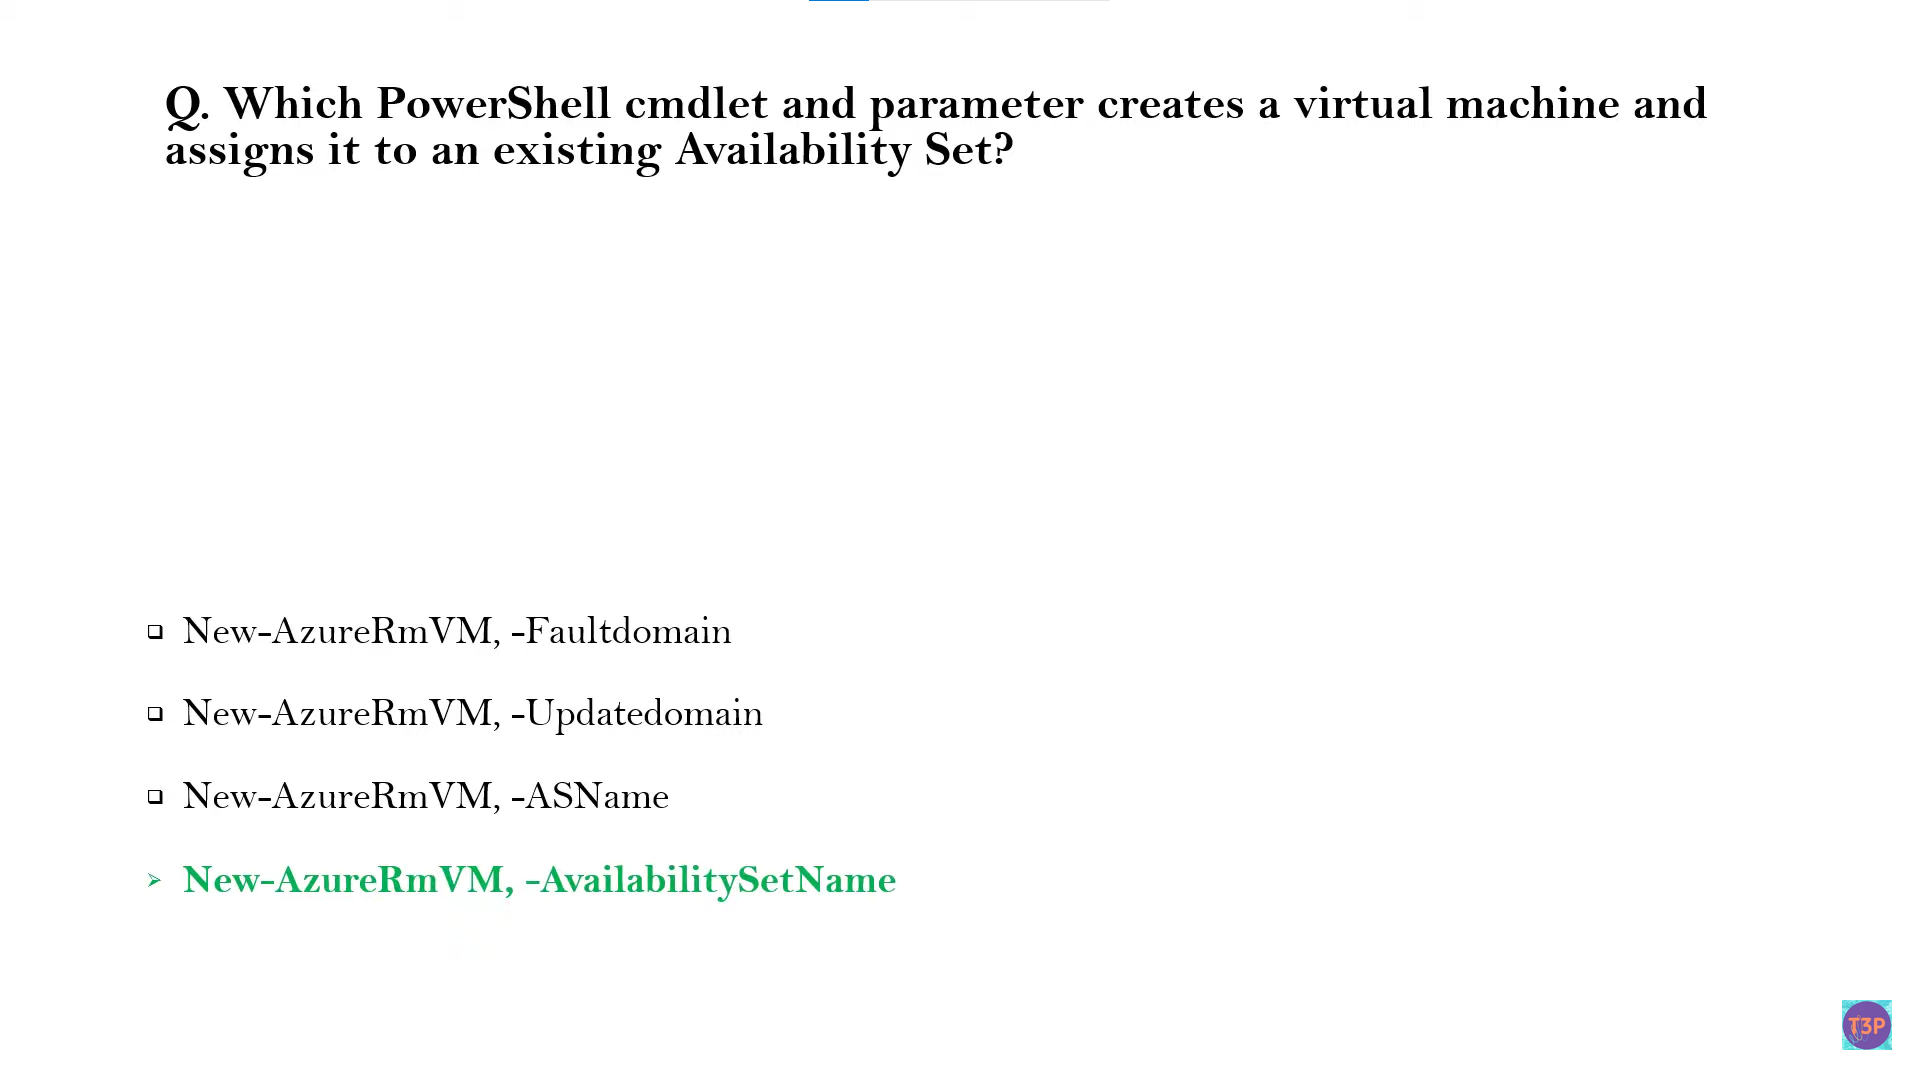 Q. Which PowerShell cmdlet and parameter creates a virtual machine and
assigns it to an existing Availability Set?
New-AzureRmVM, -Faultdomain
New-AzureRmVM, -Updatedomain
New-AzureRmVM, -ASName
New-AzureRmVM, -AvailabilitySetName
T3P